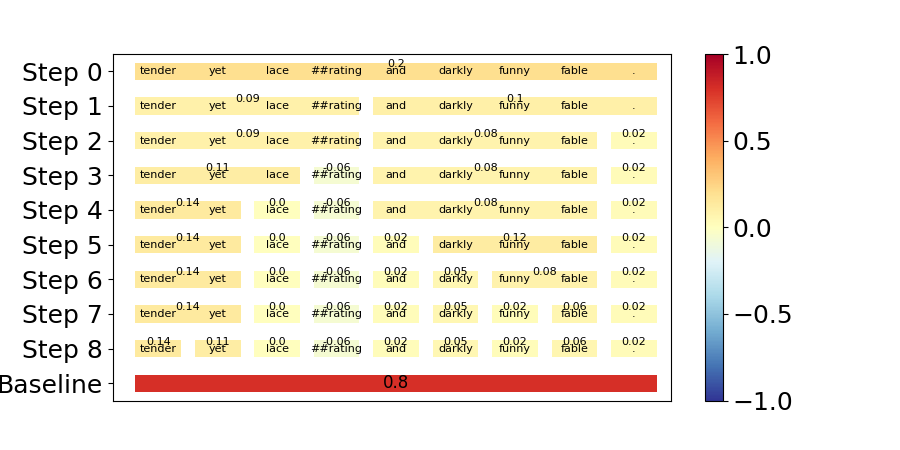 0.2
Step 0 tender yet lace ##rating and darkly funny fable .
0.09 0.1
Step 1 tender yet lace ##rating and darkly funny fable .
0.09 0.08 0.02
Step 2 tender yet lace ##rating and darkly funny fable .
0.11 -0.06 0.08 0.02
Step 3 tender yet lace ##rating and darkly funny fable .
0.14 0.0 -0.06 0.08 0.02
Step 4 tender yet lace ##rating and darkly funny fable .
0.14 0.0 -0.06 0.02 0.12 0.02
Step 5 tender yet lace ##rating and darkly funny fable .
0.14 0.0 -0.06 0.02 0.05 0.08 0.02
Step 6 tender yet lace ##rating and darkly funny fable .
0.14 0.0 -0.06 0.02 0.05 0.02 0.06 0.02
Step 7 tender yet lace ##rating and darkly funny fable .
0.14 0.11 0.0 -0.06 0.02 0.05 0.02 0.06 0.02
Step 8 tender yet lace ##rating and darkly funny fable .
Baseline 0.8
1.0
0.5
0.0
−0.5
−1.0